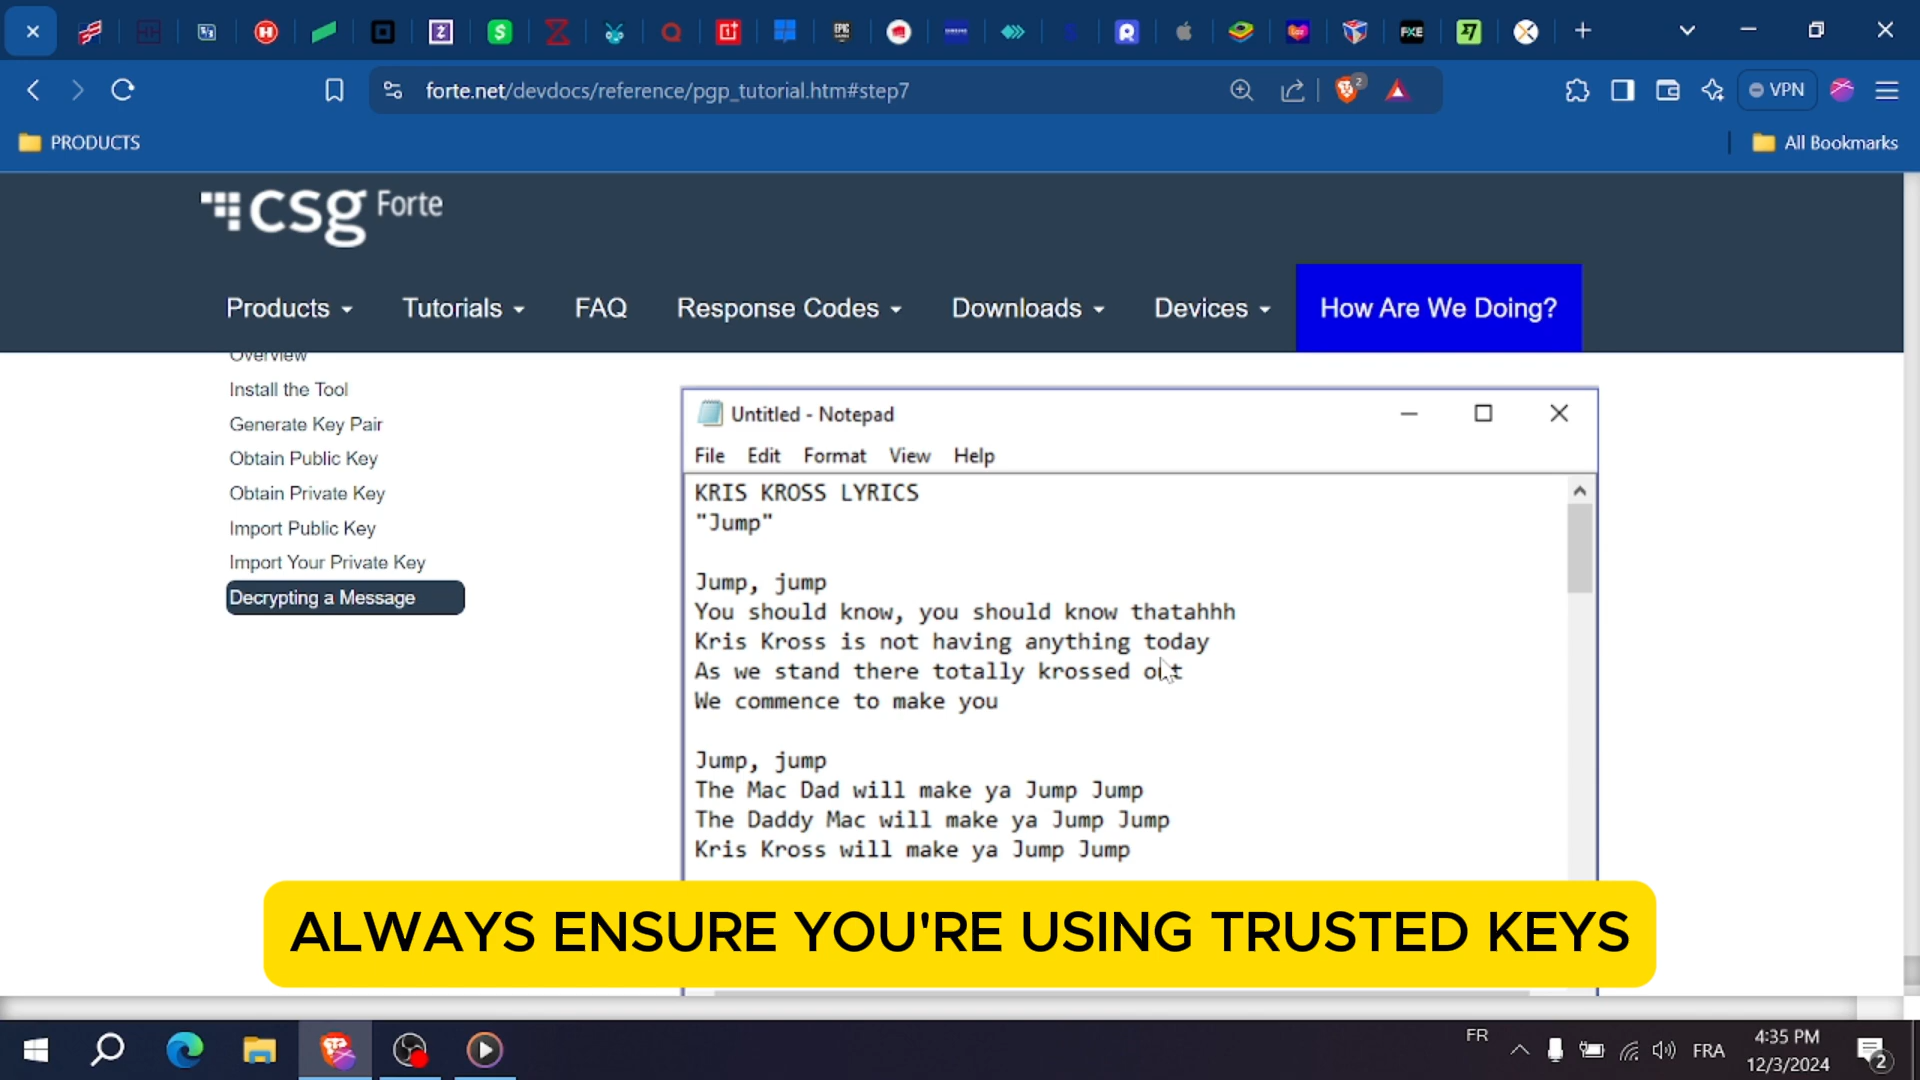 forte.net/devdocs/reference/pgp_tutorial.htm#step7
2
VPN
PRODUCTS
All Bookmarks
csg Forte
Products
Tutorials
FAQ
Response Codes
Downloads
Devices
How Are We Doing?
Overview
Install the Tool
Generate Key Pair
Obtain Public Key
Obtain Private Key
Import Public Key
Import Your Private Key
Decrypting a Message
Untitled - Notepad
File Edit Format View Help
KRIS KROSS LYRICS
"Jump"
Jump, jump
You should know, you should know thatahhh
Kris Kross is not having anything today
As we stand there totally krossed out
We commence to make you
Jump, jump
The Mac Dad will make ya Jump Jump
The Daddy Mac will make ya Jump Jump
Kris Kross will make ya Jump Jump
ALWAYS ENSURE YOU'RE USING TRUSTED KEYS
FR
FRA
4:35 PM
12/3/2024
2